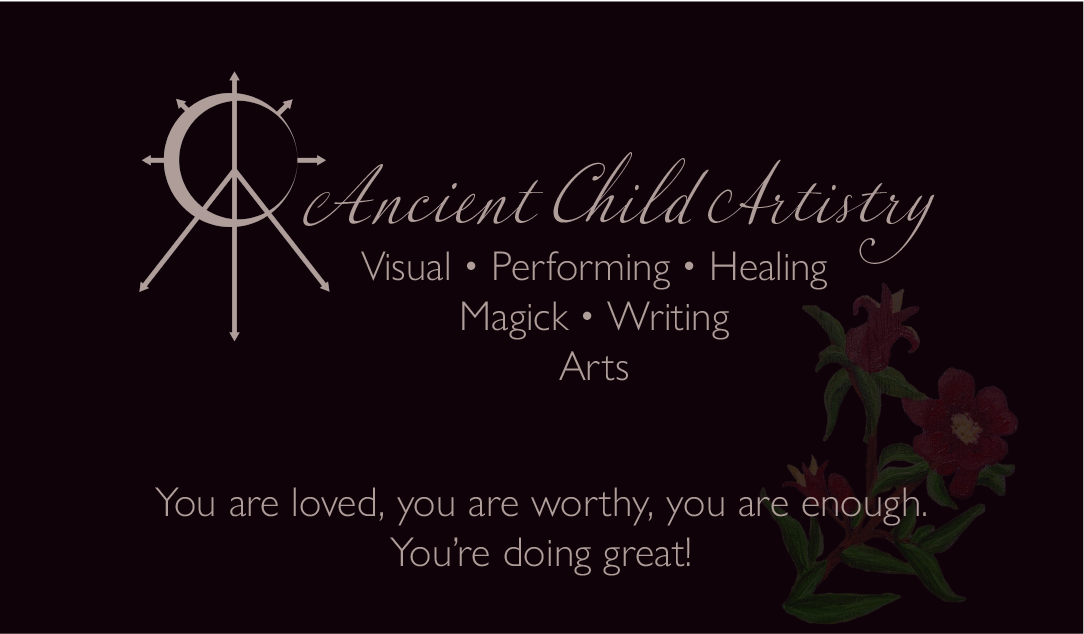 Ancient Child Artistry
Visual • Performing • Healing
Magick • Writing
Arts
You are loved, you are worthy, you are enough.
You're doing great!